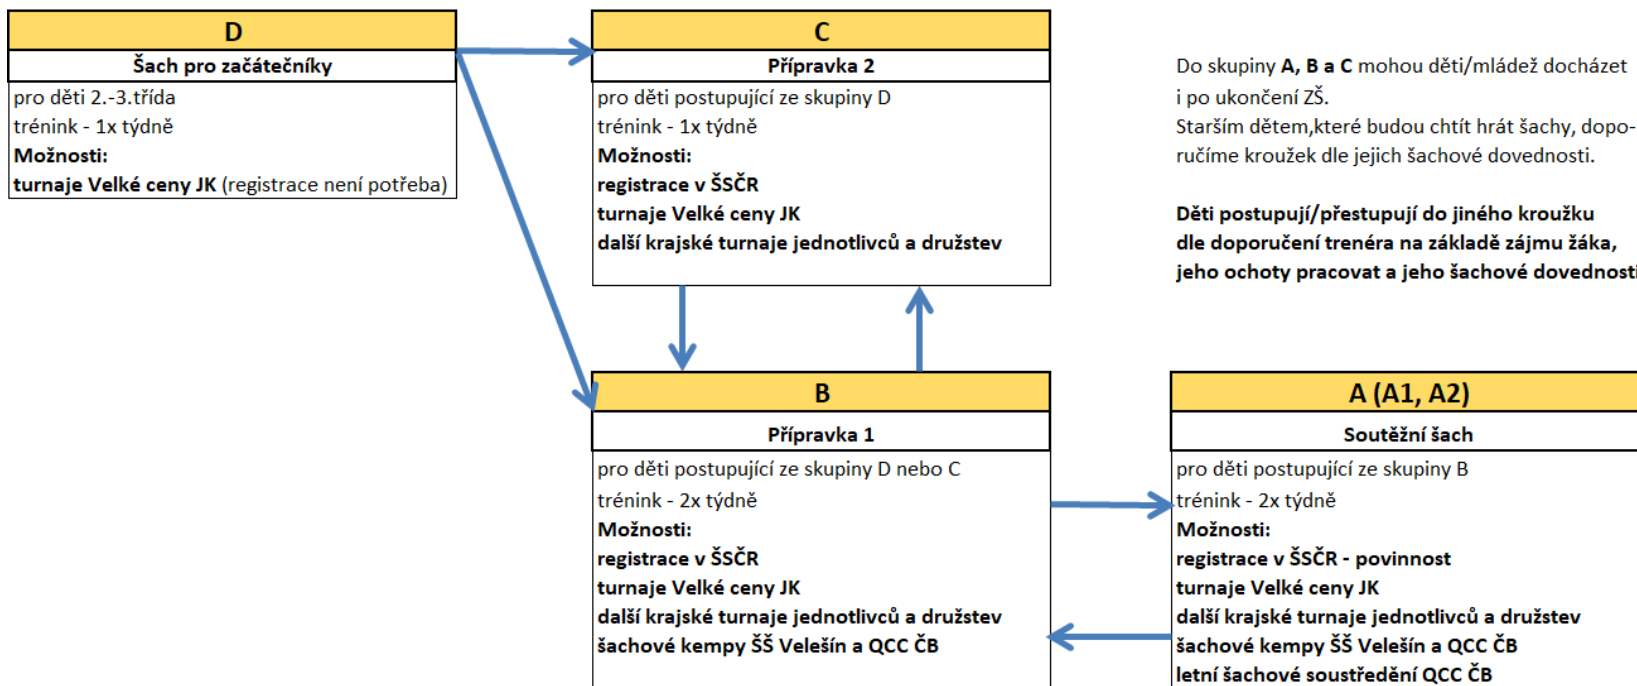 D
Šach pro začátečníky
pro děti 2.-3.třída
trénink - 1x týdně
Možnosti:
turnaje Velké ceny JK (registrace není potřeba)
C
Přípravka 2
pro děti postupující ze skupiny D
trénink - 1x týdně
Možnosti:
registrace v ŠSČR
turnaje Velké ceny JK
další krajské turnaje jednotlivců a družstev
Do skupiny A, B a C mohou děti/mládež docházet
i po ukončení ZŠ.
Starším dětem,které budou chtít hrát šachy, dopo-
ručíme kroužek dle jejich šachové dovednosti.
Děti postupují/přestupují do jiného kroužku
dle doporučení trenéra na základě zájmu žáka,
jeho ochoty pracovat a jeho šachové dovednosti
B
Přípravka 1
pro děti postupující ze skupiny D nebo C
trénink - 2x týdně
Možnosti:
registrace v ŠSČR
turnaje Velké ceny JK
další krajské turnaje jednotlivců a družstev
šachové kempy ŠŠ Velešín a QCC ČB
A (A1, A2)
Soutěžní šach
pro děti postupující ze skupiny B
trénink - 2x týdně
Možnosti:
registrace v ŠSČR - povinnost
turnaje Velké ceny JK
další krajské turnaje jednotlivců a družstev
šachové kempy ŠŠ Velešín a QCC ČB
letní šachové soustředění QCC ČB